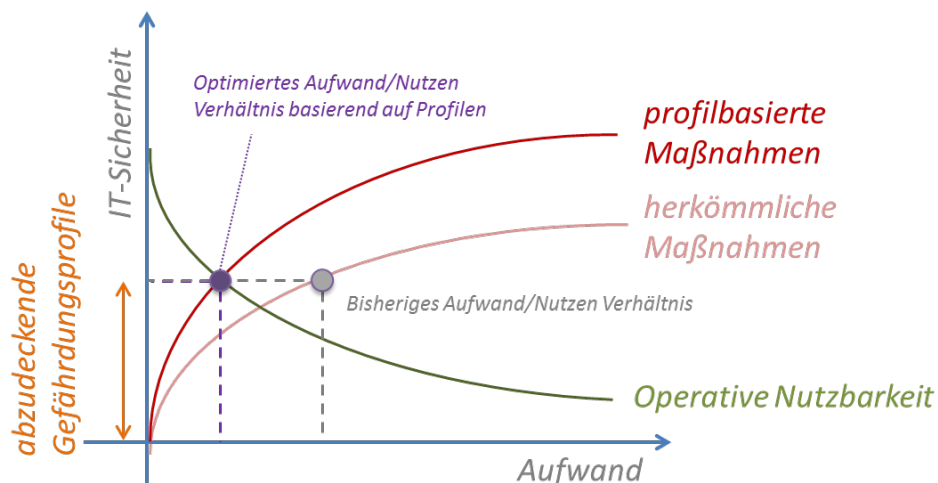 IT-Sicherheit
Optimiertes Aufwand/Nutzen
Verhältnis basierend auf Profilen
profilbasierte
Maßnahmen
herkömmliche
Maßnahmen
abzudeckende
Gefährdungsprofile
Bisheriges Aufwand/Nutzen Verhältnis
Operative Nutzbarkeit
Aufwand